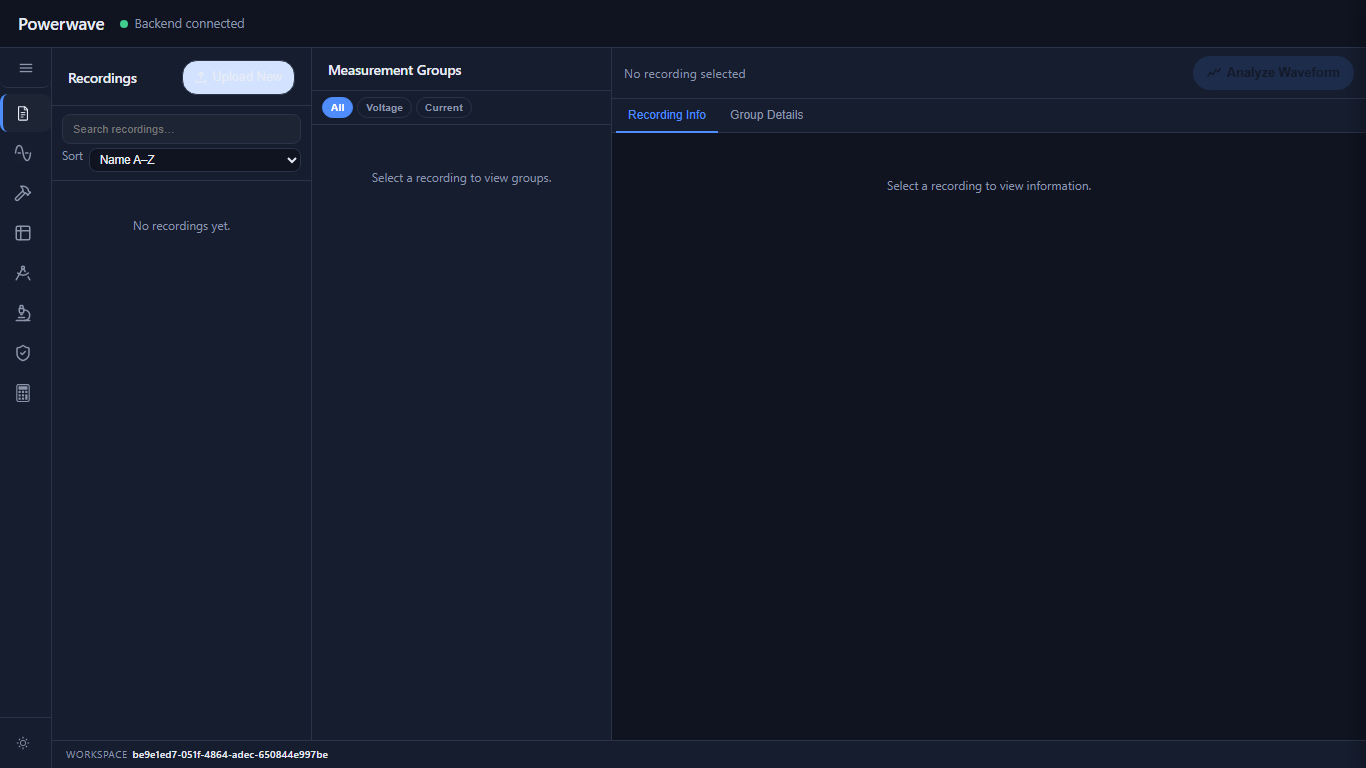 Powerwave
Backend connected
Recordings
Upload New
Search recordings...
Sort
Name A–Z
No recordings yet.
Measurement Groups
All
Voltage
Current
Select a recording to view groups.
No recording selected
Analyze Waveform
Recording Info
Group Details
Select a recording to view information.
WORKSPACE be9e1ed7-051f-4864-adec-650844e997be